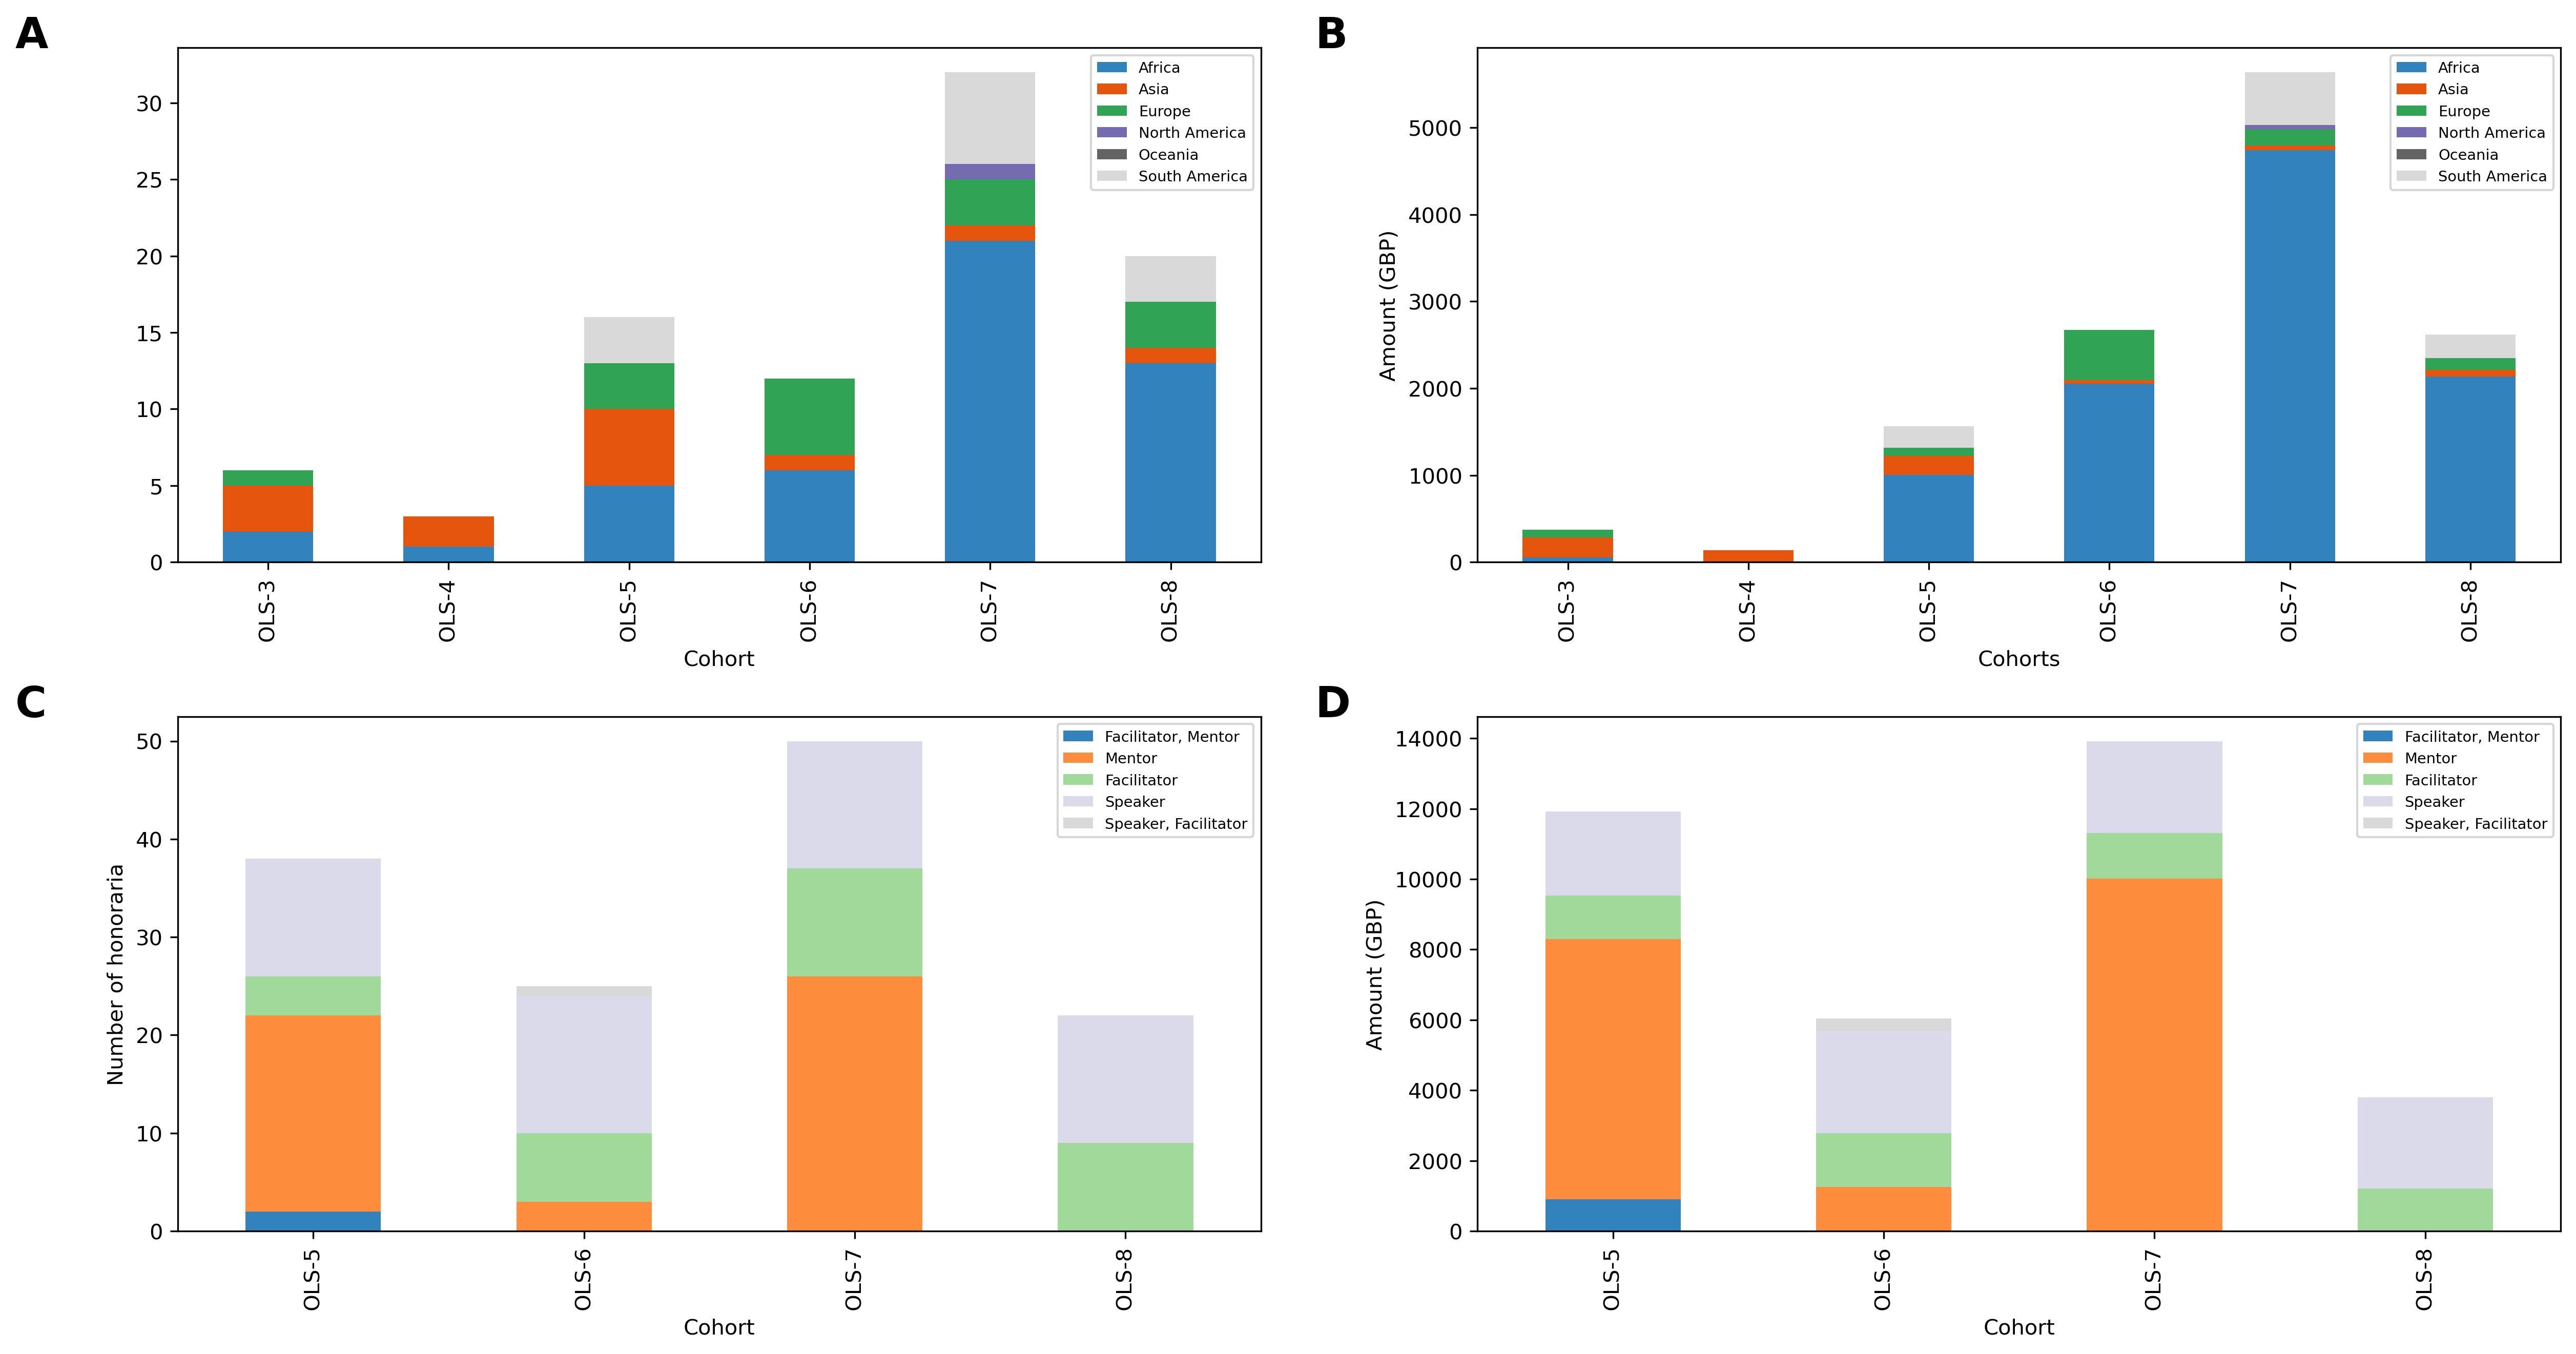 A
30
25
20
15
10
5
0
Africa
Asia
Europe
North America
Oceania
South America
OLS-3
OLS-4
OLS-5
OLS-6
OLS-7
OLS-8
Cohort
B
Amount (GBP)
5000
4000
3000
2000
1000
0
Africa
Asia
Europe
North America
Oceania
South America
OLS-3
OLS-4
OLS-5
OLS-6
OLS-7
OLS-8
Cohorts
C
Number of honoraria
50
40
30
20
10
0
Facilitator, Mentor
Mentor
Facilitator
Speaker
Speaker, Facilitator
OLS-5
OLS-6
OLS-7
OLS-8
Cohort
D
Amount (GBP)
14000
12000
10000
8000
6000
4000
2000
0
Facilitator, Mentor
Mentor
Facilitator
Speaker
Speaker, Facilitator
OLS-5
OLS-6
OLS-7
OLS-8
Cohort